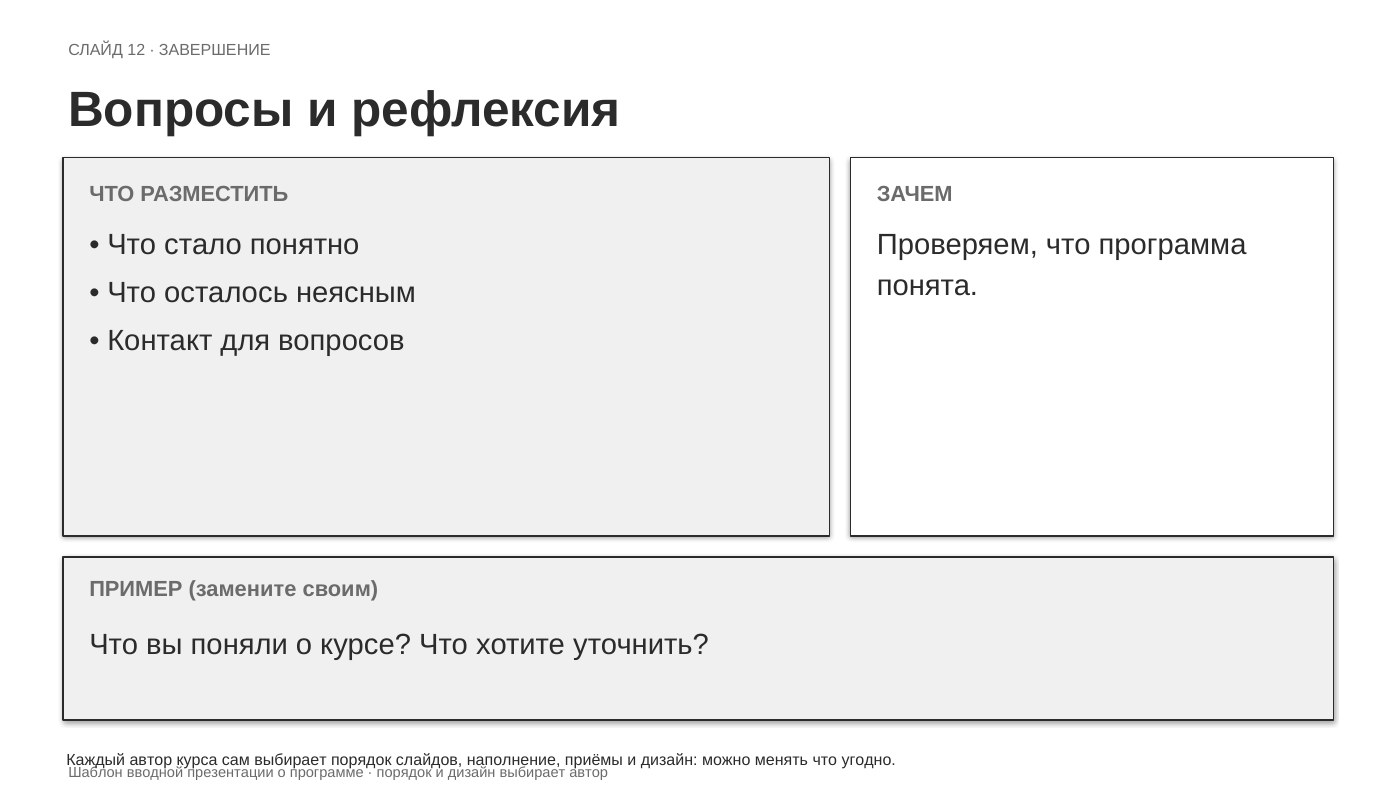 СЛАЙД 12 · ЗАВЕРШЕНИЕ
Вопросы и рефлексия
ЧТО РАЗМЕСТИТЬ
• Что стало понятно
• Что осталось неясным
• Контакт для вопросов
ЗАЧЕМ
Проверяем, что программа
понята.
ПРИМЕР (замените своим)
Что вы поняли о курсе? Что хотите уточнить?
Каждый автор курса сам выбирает порядок слайдов, наполнение, приёмы и дизайн: можно менять что угодно.
Шаблон вводной презентации о программе · порядок и дизайн выбирает автор